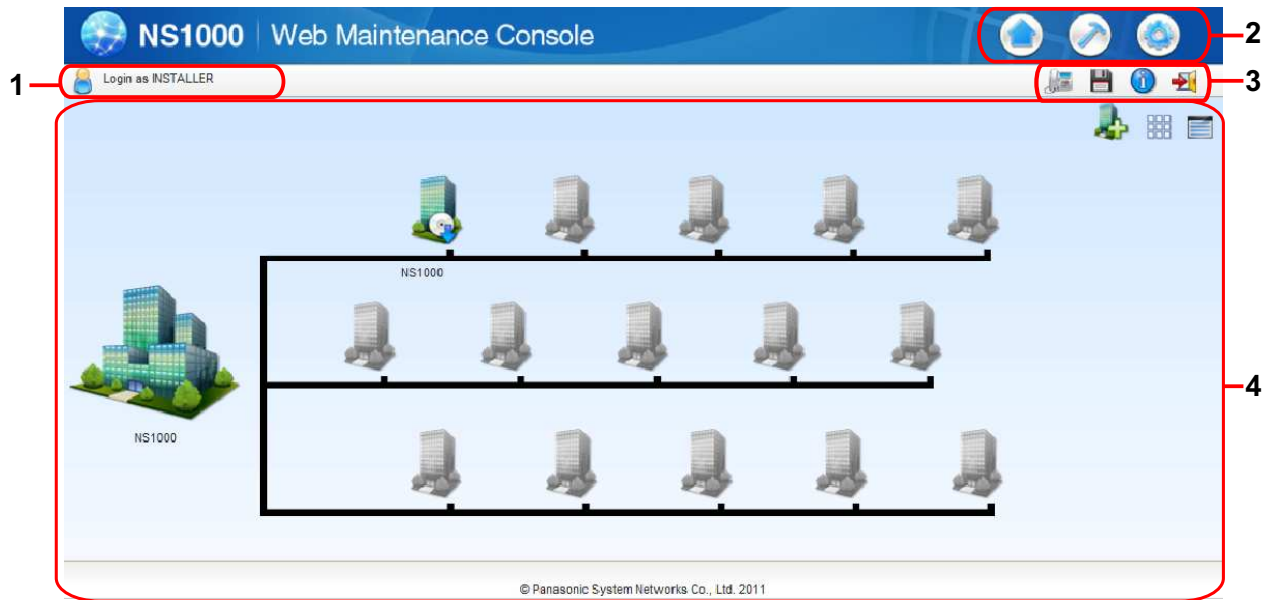 NS1000 Web Maintenance Console
2
1
Login as INSTALLER
3
NS1000
4
NS1000
© Panasonic System Networks Co., Ltd. 2011